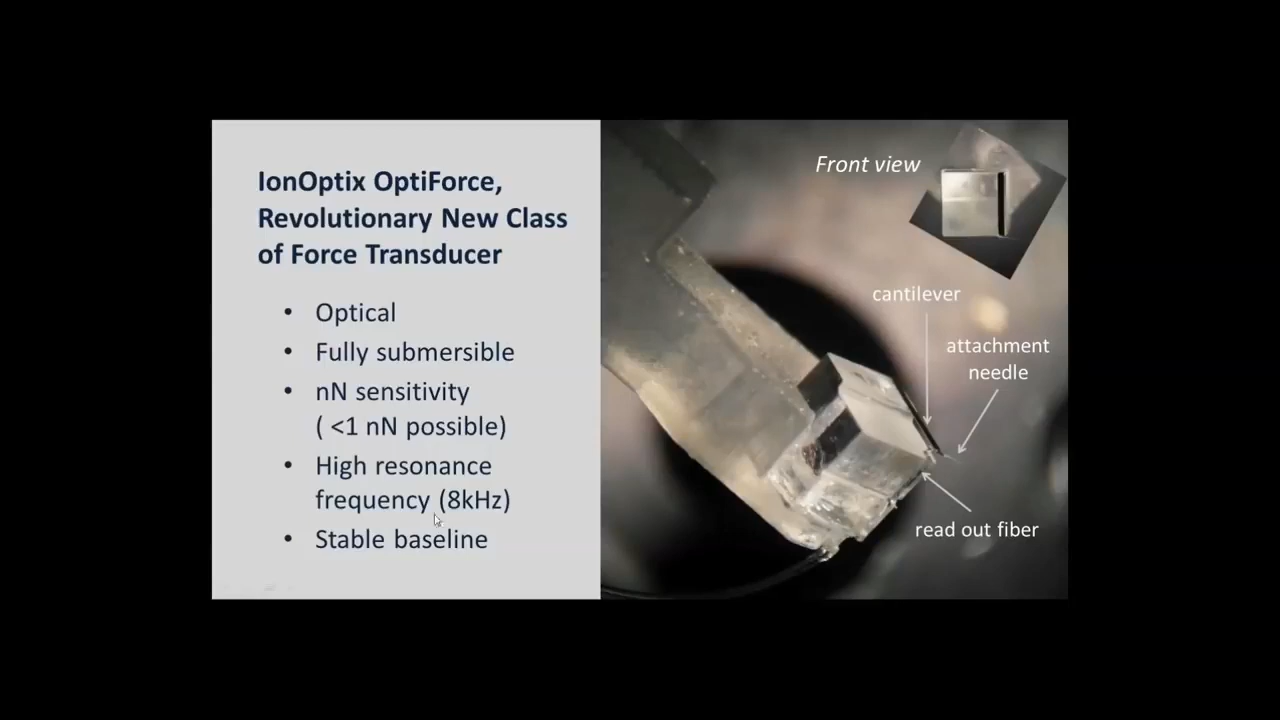 IonOptix OptiForce,
Revolutionary New Class
of Force Transducer
• Optical
• Fully submersible
• nN sensitivity
( <1 nN possible)
• High resonance
frequency (8kHz)
• Stable baseline
Front view
cantilever
attachment
needle
read out fiber